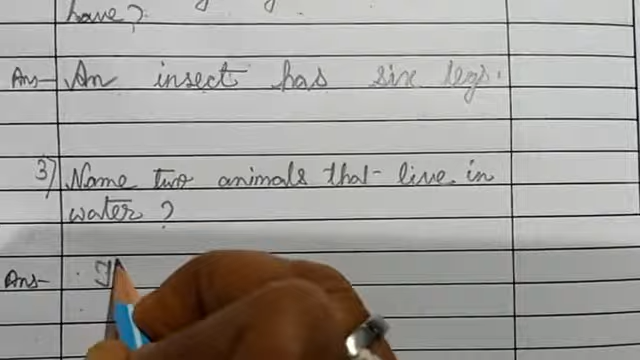 have?
Ans- An insect has six legs.
3) Name two animals that live in
water?
Ans-